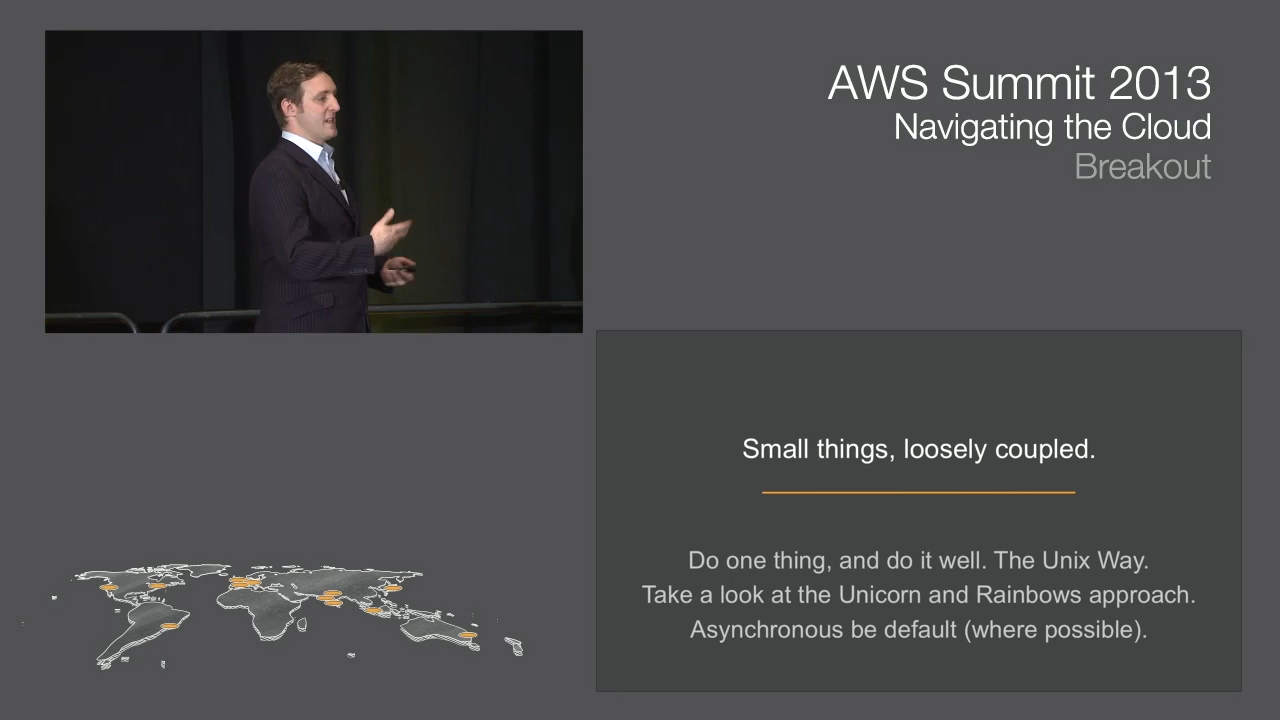 AWS Summit 2013
Navigating the Cloud
Breakout
Small things, loosely coupled.
Do one thing, and do it well. The Unix Way.
Take a look at the Unicorn and Rainbows approach.
Asynchronous be default (where possible).